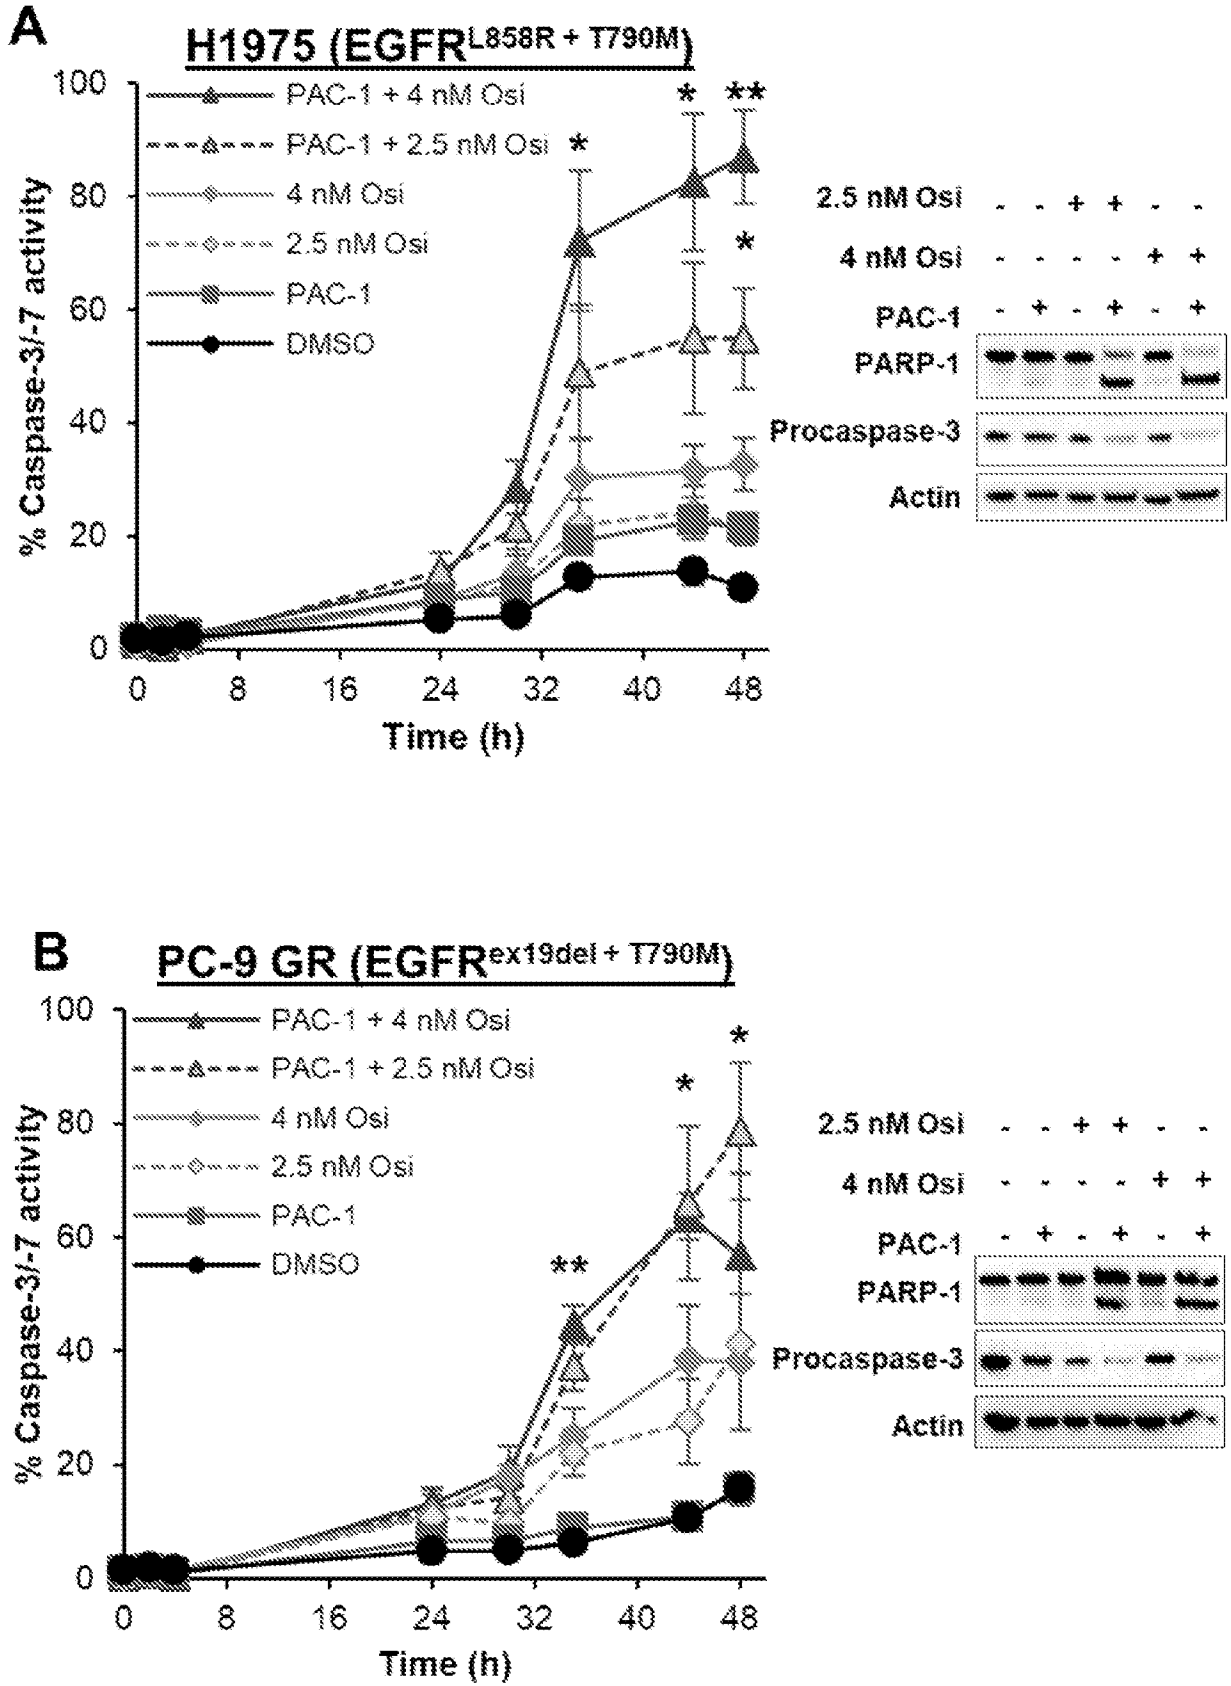 A
H1975 (EGFRL858R + T790M)
100
80
60
40
20
0
% Caspase-3/-7 activity
PAC-1 + 4 nM Osi
PAC-1 + 2.5 nM Osi
4 nM Osi
2.5 nM Osi
PAC-1
DMSO
*
*
**
*
0 8 16 24 32 40 48
Time (h)
2.5 nM Osi - - + + - -
4 nM Osi - - - - + +
PAC-1 - + - + - +
PARP-1
Procaspase-3
Actin
B
PC-9 GR (EGFRex19del + T790M)
100
80
60
40
20
0
% Caspase-3/-7 activity
PAC-1 + 4 nM Osi
PAC-1 + 2.5 nM Osi
4 nM Osi
2.5 nM Osi
PAC-1
DMSO
**
*
*
0 8 16 24 32 40 48
Time (h)
2.5 nM Osi - - + + - -
4 nM Osi - - - - + +
PAC-1 - + - + - +
PARP-1
Procaspase-3
Actin